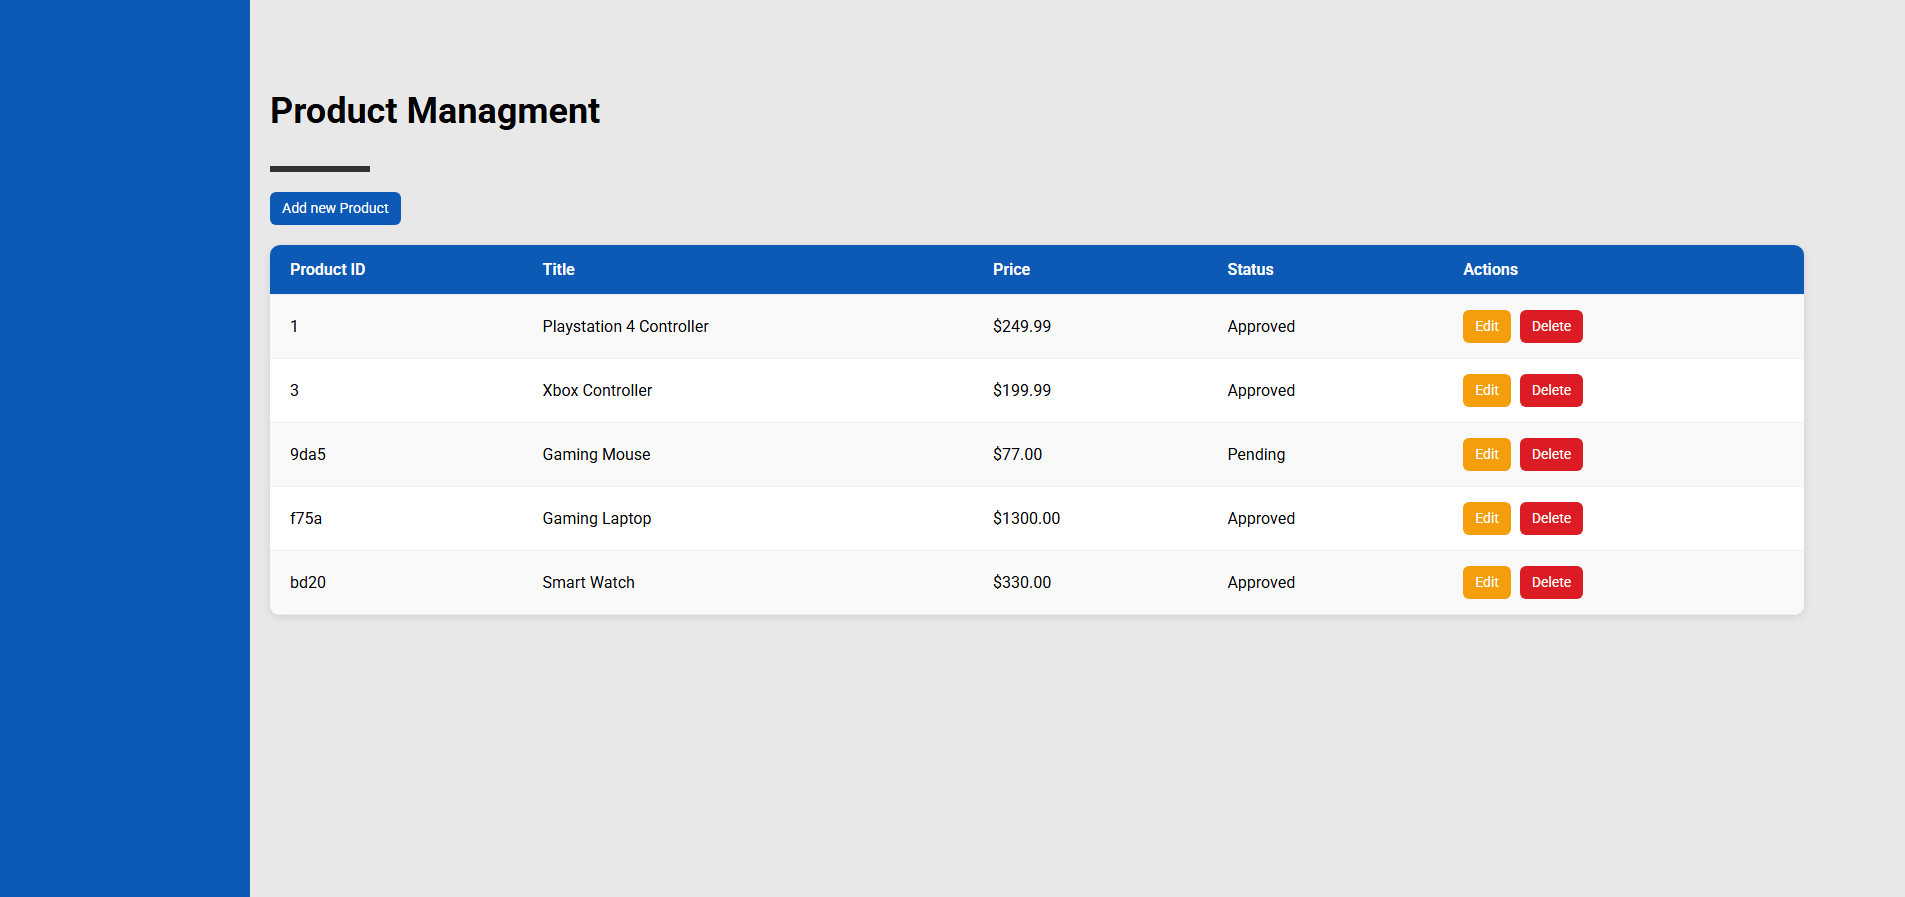 Product Managment
Add new Product
Product ID Title Price Status Actions
1 Playstation 4 Controller $249.99 Approved Edit Delete
3 Xbox Controller $199.99 Approved Edit Delete
9da5 Gaming Mouse $77.00 Pending Edit Delete
f75a Gaming Laptop $1300.00 Approved Edit Delete
bd20 Smart Watch $330.00 Approved Edit Delete